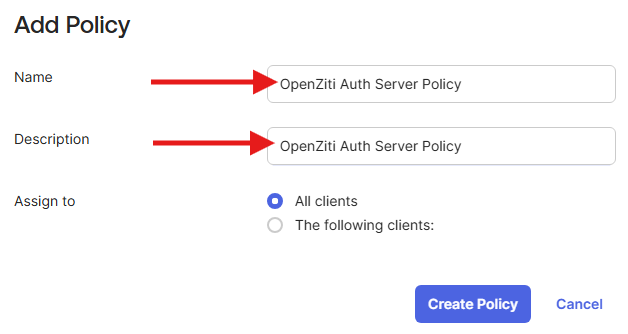 Add Policy
Name
OpenZiti Auth Server Policy
Description
OpenZiti Auth Server Policy
Assign to
All clients
The following clients:
Create Policy
Cancel